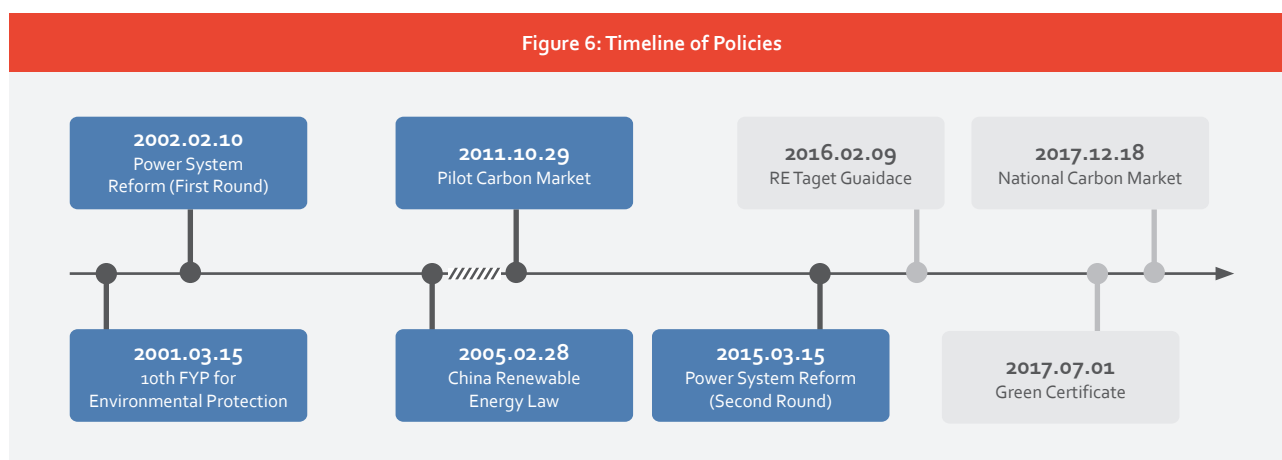 Figure 6: Timeline of Policies
2002.02.10
Power System
Reform (First Round)
2011.10.29
Pilot Carbon Market
2016.02.09
RE Taget Guaidace
2017.12.18
National Carbon Market
2001.03.15
10th FYP for
Environmental Protection
2005.02.28
China Renewable
Energy Law
2015.03.15
Power System Reform
(Second Round)
2017.07.01
Green Certificate